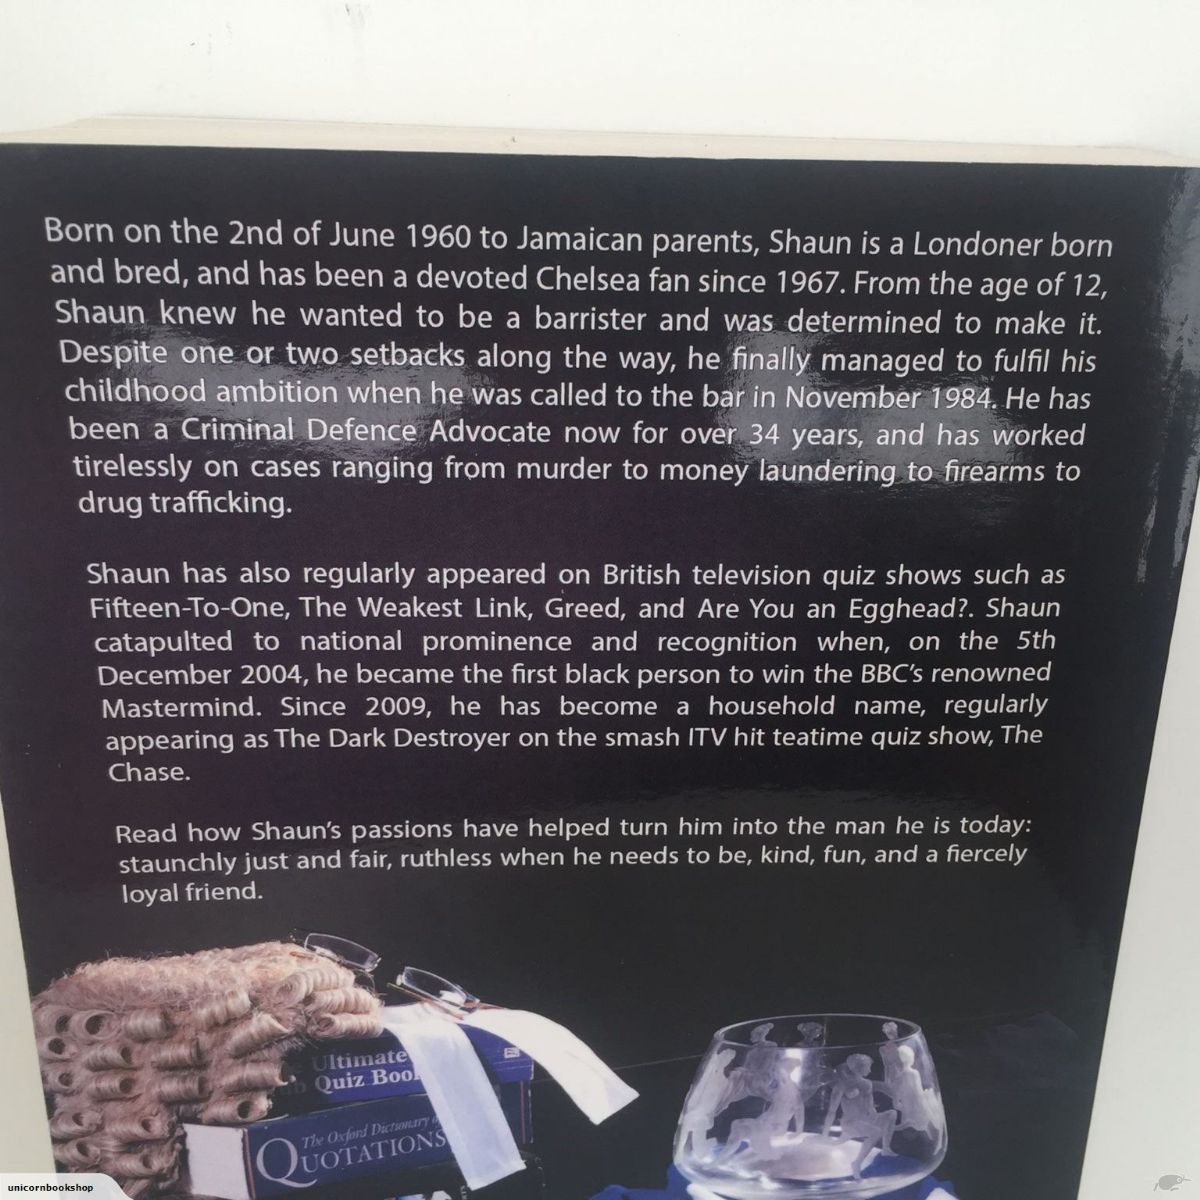 Born on the 2nd of June 1960 to Jamaican parents, Shaun is a Londoner born
and bred, and has been a devoted Chelsea fan since 1967. From the age of 12,
Shaun knew he wanted to be a barrister and was determined to make it.
Despite one or two setbacks along the way, he finally managed to fulfil his
childhood ambition when he was called to the bar in November 1984. He has
been a Criminal Defence Advocate now for over 34 years, and has worked
tirelessly on cases ranging from murder to money laundering to firearms to
drug trafficking.
Shaun has also regularly appeared on British television quiz shows such as
Fifteen-To-One, The Weakest Link, Greed, and Are You an Egghead?. Shaun
catapulted to national prominence and recognition when, on the 5th
December 2004, he became the first black person to win the BBC's renowned
Mastermind. Since 2009, he has become a household name, regularly
appearing as The Dark Destroyer on the smash ITV hit teatime quiz show, The
Chase.
Read how Shaun's passions have helped turn him into the man he is today:
staunchly just and fair, ruthless when he needs to be, kind, fun, and a fiercely
loyal friend.
Ultimate
Quiz Boo
The Oxford Dictionary
QUOTATIONS
unicornbookshop